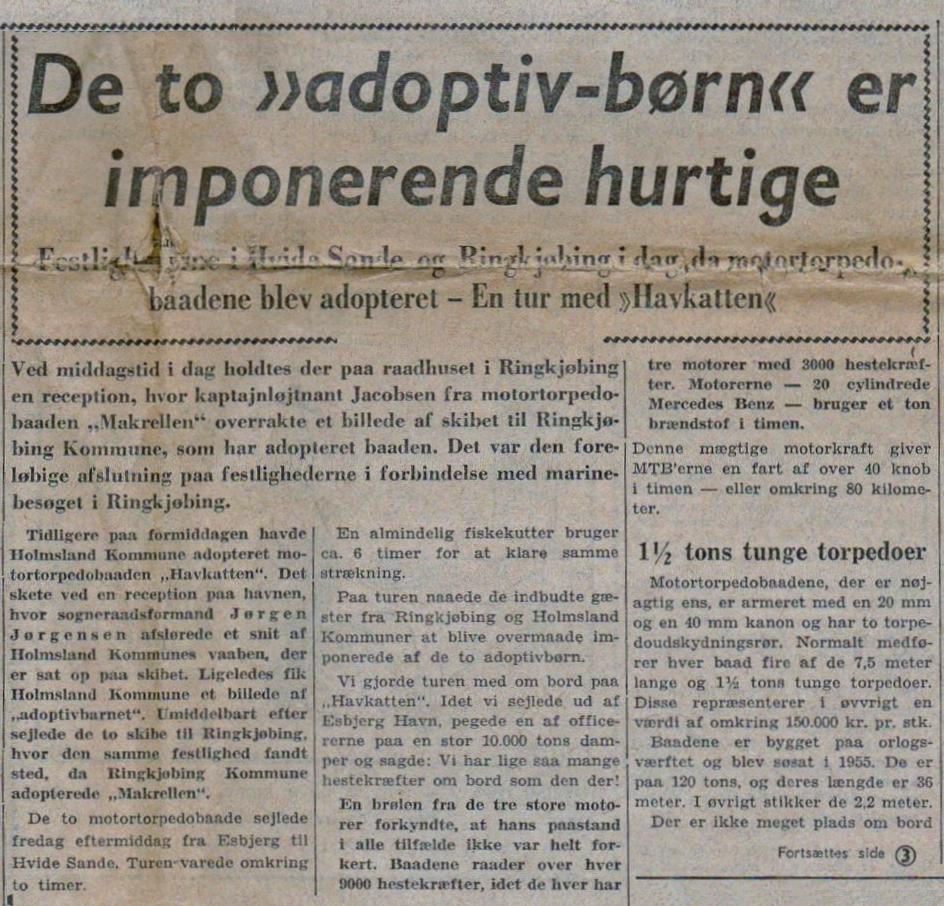 De to »adoptiv-børn« er
imponerende hurtige
i Hvida Sande og Ringkjøbing i dag, da motortorpedo-
baadene blev adopteret – En tur med »Havkatten«
Ved middagstid i dag holdtes der paa raadhuset i Ringkjøbing
en reception, hvor kaptajnløjtnant Jacobsen fra motortorpedo-
baaden „Makrellen“ overrakte et billede af skibet til Ringkjø-
bing Kommune, som har adopteret baaden. Det var den fore-
løbige afslutning paa festlighederne i forbindelse med marine-
besøget i Ringkjøbing.
Tidligere paa formiddagen havde
Holmsland Kommune adopteret mo-
tortorpedobaaden „Havkatten“. Det
skete ved en reception paa havnen,
hvor sogneraadsformand Jørgen
Jørgensen afslørede et snit af
Holmsland Kommunes vaaben, der
er sat op paa skibet. Ligeledes fik
Holmsland Kommune et billede af
„adoptivbarnet“. Umiddelbart efter
sejlede de to skibe til Ringkjøbing,
hvor den samme festlighed fandt
sted, da Ringkjøbing Kommune
adopterede „Makrellen“.
De to motortorpedobaade sejlede
fredag eftermiddag fra Esbjerg til
Hvide Sande. Turen varede omkring
to timer.
En almindelig fiskekutter bruger
ca. 6 timer for at klare samme
strækning.
Paa turen naaede de indbudte gæ-
ster fra Ringkjøbing og Holmsland
Kommuner at blive overmaade im-
ponerede af de to adoptivbørn.
Vi gjorde turen med om bord paa
„Havkatten“. Idet vi sejlede ud af
Esbjerg Havn, pegede en af office-
rerne paa en stor 10.000 tons dam-
per og sagde: Vi har lige saa mange
hestekræfter om bord som den der!
En brølen fra de tre store moto-
rer forkyndte, at hans paastand
i alle tilfælde ikke var helt for-
kert. Baadene raader over hver
9000 hestekræfter, idet de hver har
tre motorer med 3000 hestekræf-
ter. Motorerne — 20 cylindrede
Mercedes Benz — bruger et ton
brændstof i timen.
Denne mægtige motorkraft giver
MTB'erne en fart af over 40 knob
i timen — eller omkring 80 kilome-
ter.
1½ tons tunge torpedoer
Motortorpedobaadene, der er nøj-
agtig ens, er armeret med en 20 mm
og en 40 mm kanon og har to torpe-
doudskydningsrør. Normalt medfø-
rer hver baad fire af de 7,5 meter
lange og 1½ tons tunge torpedoer.
Disse repræsenterer i øvvrigt en
værdi af omkring 150.000 kr. pr. stk.
Baadene er bygget paa orlogs-
værftet og blev søsat i 1955. De er
paa 120 tons, og deres længde er 36
meter. I øvrigt stikker de 2,2 meter.
Der er ikke meget plads om bord
Fortsættes side 3